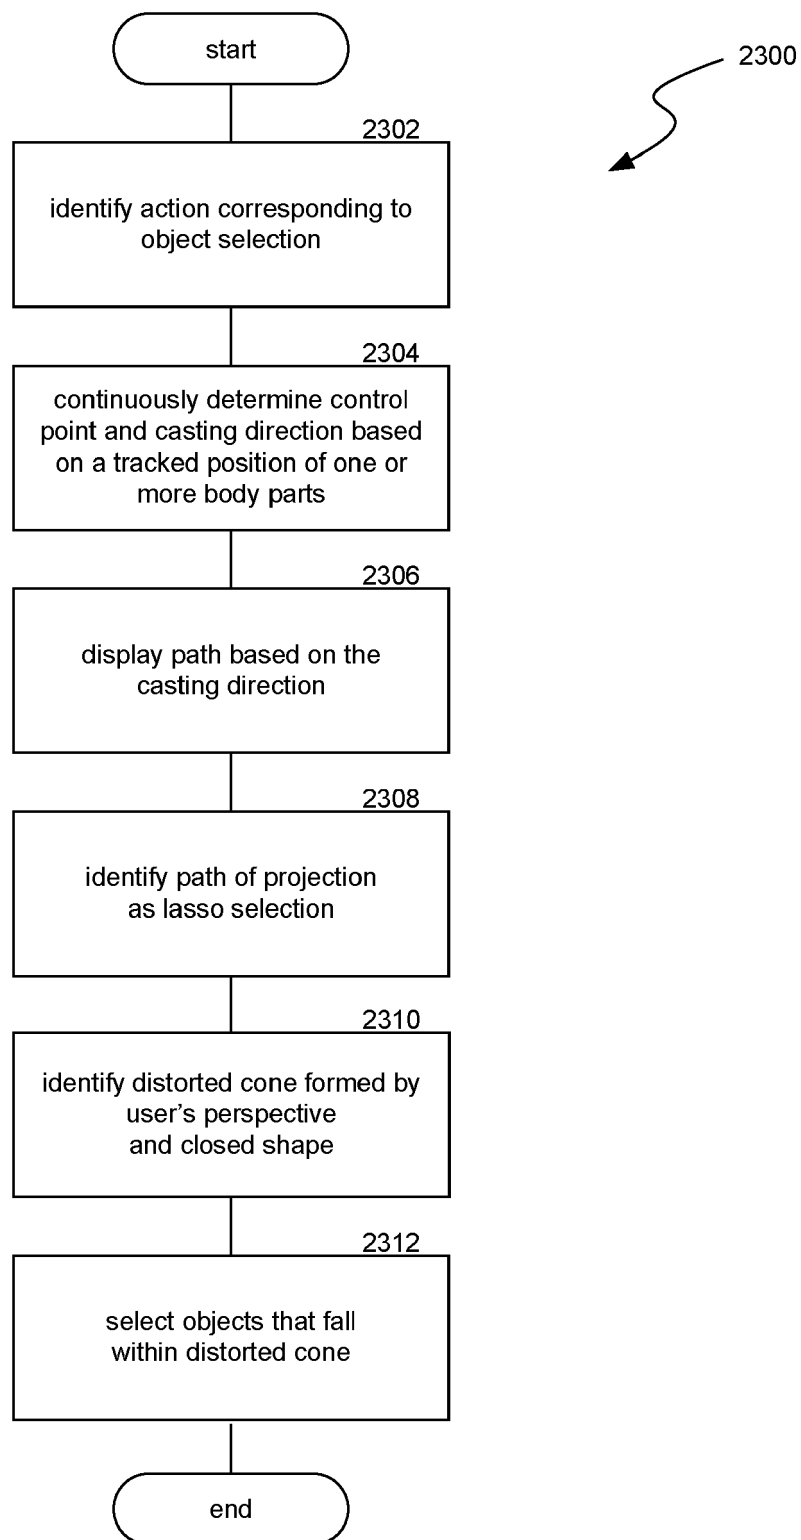 start
2300
2302
identify action corresponding to
object selection
2304
continuously determine control
point and casting direction based
on a tracked position of one or
more body parts
2306
display path based on the
casting direction
2308
identify path of projection
as lasso selection
2310
identify distorted cone formed by
user's perspective
and closed shape
2312
select objects that fall
within distorted cone
end